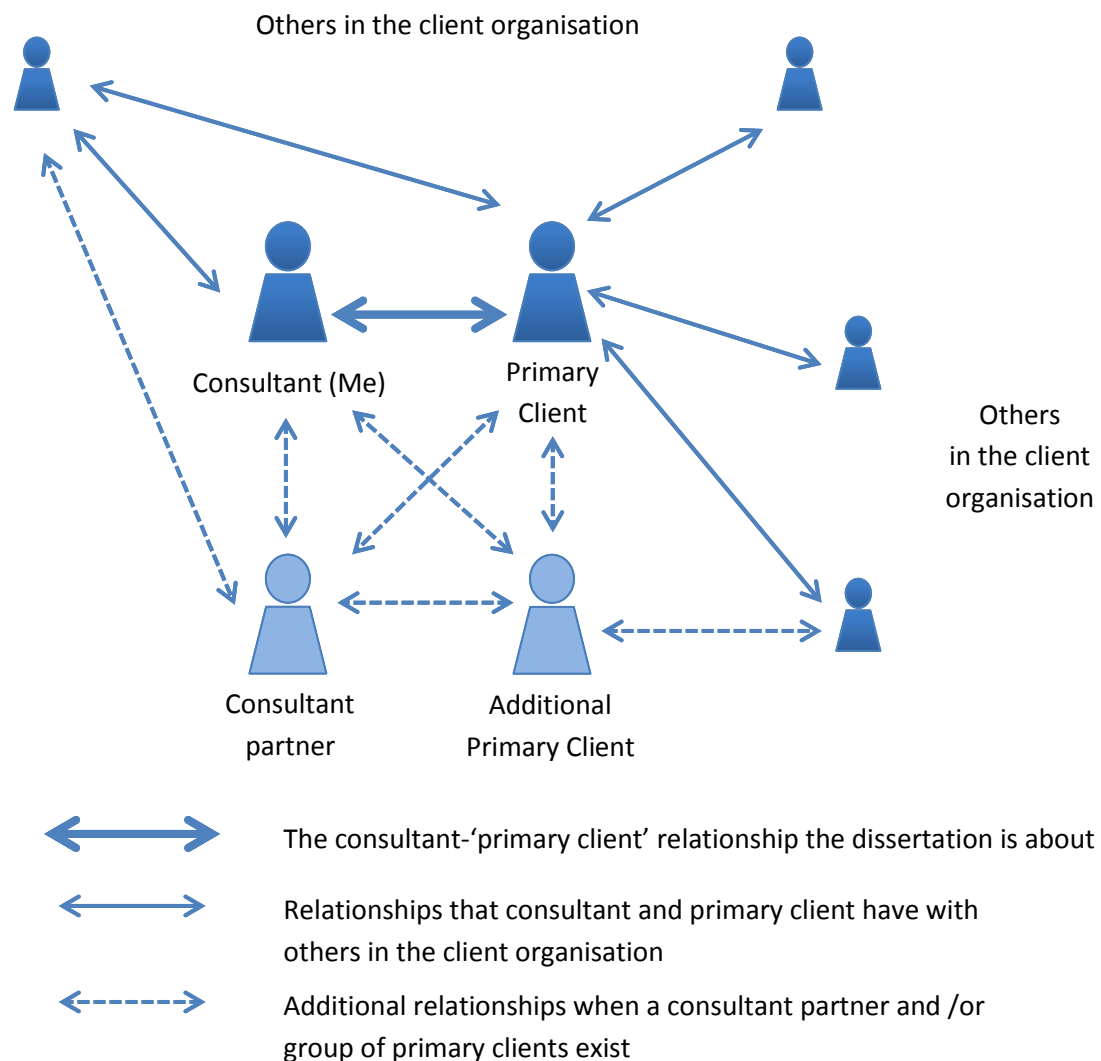 Others in the client organisation
Consultant (Me)
Primary
Client
Others
in the client
organisation
Consultant
partner
Additional
Primary Client
The consultant-‘primary client’ relationship the dissertation is about
Relationships that consultant and primary client have with
others in the client organisation
Additional relationships when a consultant partner and /or
group of primary clients exist